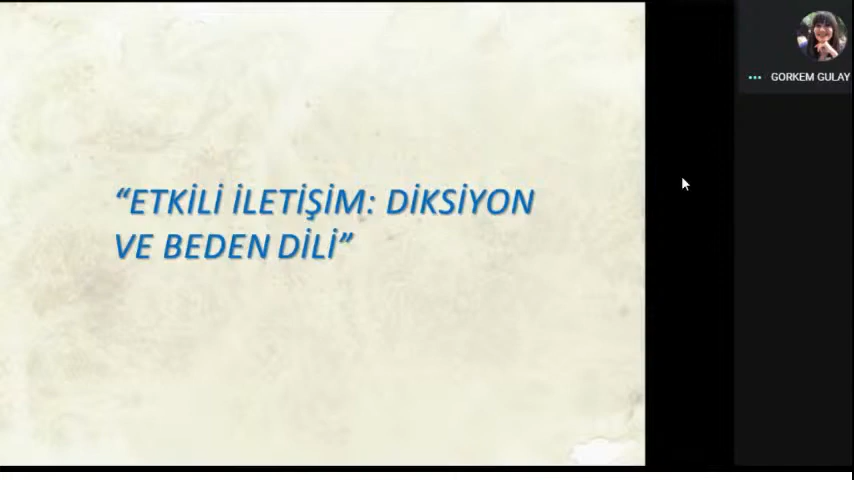 “ETKİLİ İLETİŞİM: DİKSİYON
VE BEDEN DİLİ”
GORKEM GULAY